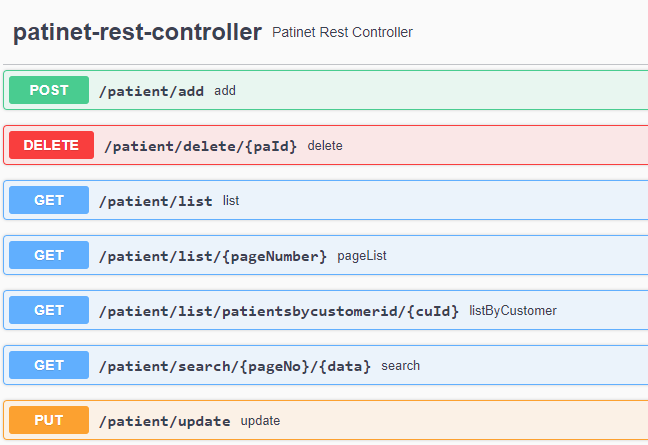 patinet-rest-controller Patinet Rest Controller
POST /patient/add add
DELETE /patient/delete/{paId} delete
GET /patient/list list
GET /patient/list/{pageNumber} pageList
GET /patient/list/patientsbycustomerid/{cuId} listByCustomer
GET /patient/search/{pageNo}/{data} search
PUT /patient/update update